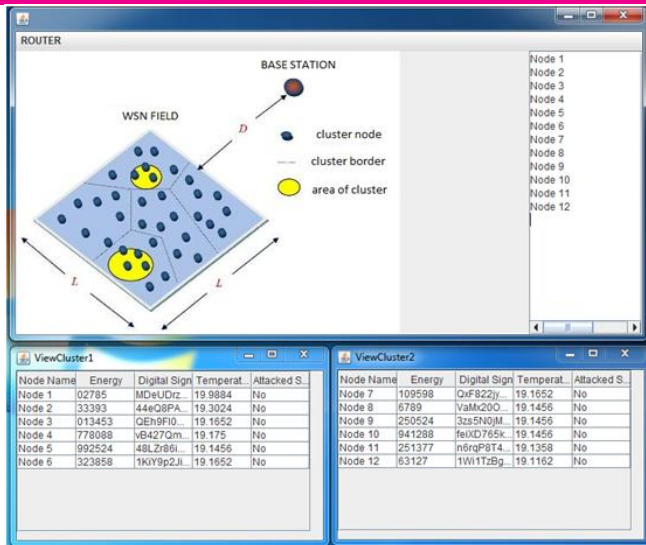 ROUTER
BASE STATION
WSN FIELD
D
cluster node
cluster border
area of cluster
L
L
Node 1
Node 2
Node 3
Node 4
Node 5
Node 6
Node 7
Node 8
Node 9
Node 10
Node 11
Node 12
ViewCluster1
Node Name Energy Digital Sign Temperat... Attacked S...
Node 1 02785 MDeUDrz... 19.9884 No
Node 2 33393 44eQ8PA... 19.3024 No
Node 3 013453 QEh9FI0... 19.1652 No
Node 4 778088 vB427Qm... 19.175 No
Node 5 992524 48LZr86i... 19.1456 No
Node 6 323858 1KiY9p2Ji... 19.1652 No
ViewCluster2
Node Name Energy Digital Sign Temperat... Attacked S...
Node 7 109598 QxF822jy... 19.1652 No
Node 8 6789 VaMx20O... 19.1456 No
Node 9 250524 3zs5N0jM... 19.1456 No
Node 10 941288 feiXD765k... 19.1456 No
Node 11 251377 n6rqP8T4... 19.1358 No
Node 12 63127 1Wi1TzBg... 19.1162 No